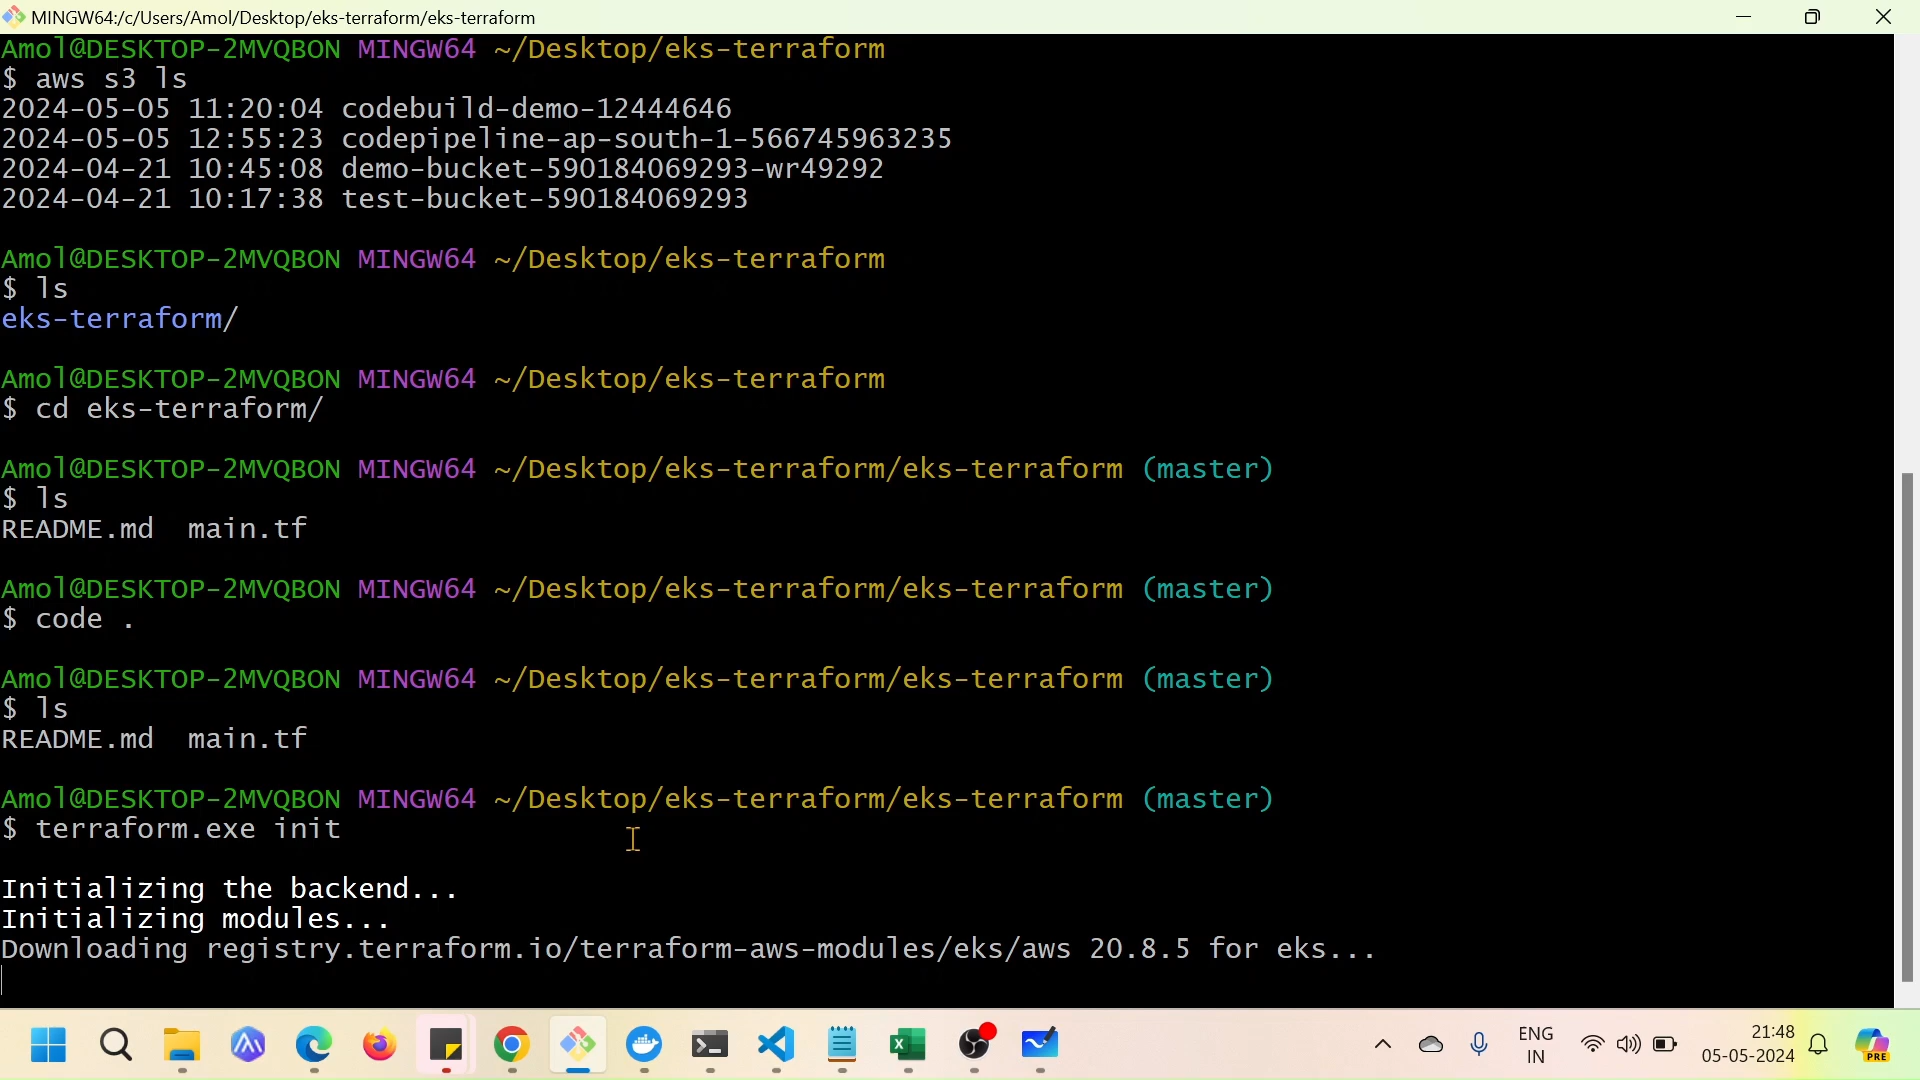 MINGW64:/c/Users/Amol/Desktop/eks-terraform/eks-terraform
Amol@DESKTOP-2MVQBON MINGW64 ~/Desktop/eks-terraform
$ aws s3 ls
2024-05-05 11:20:04 codebuild-demo-12444646
2024-05-05 12:55:23 codepipeline-ap-south-1-566745963235
2024-04-21 10:45:08 demo-bucket-590184069293-wr49292
2024-04-21 10:17:38 test-bucket-590184069293
Amol@DESKTOP-2MVQBON MINGW64 ~/Desktop/eks-terraform
$ ls
eks-terraform/
Amol@DESKTOP-2MVQBON MINGW64 ~/Desktop/eks-terraform
$ cd eks-terraform/
Amol@DESKTOP-2MVQBON MINGW64 ~/Desktop/eks-terraform/eks-terraform (master)
$ ls
README.md  main.tf
Amol@DESKTOP-2MVQBON MINGW64 ~/Desktop/eks-terraform/eks-terraform (master)
$ code .
Amol@DESKTOP-2MVQBON MINGW64 ~/Desktop/eks-terraform/eks-terraform (master)
$ ls
README.md  main.tf
Amol@DESKTOP-2MVQBON MINGW64 ~/Desktop/eks-terraform/eks-terraform (master)
$ terraform.exe init
Initializing the backend...
Initializing modules...
Downloading registry.terraform.io/terraform-aws-modules/eks/aws 20.8.5 for eks...
ENG
IN
21:48
05-05-2024
PRE